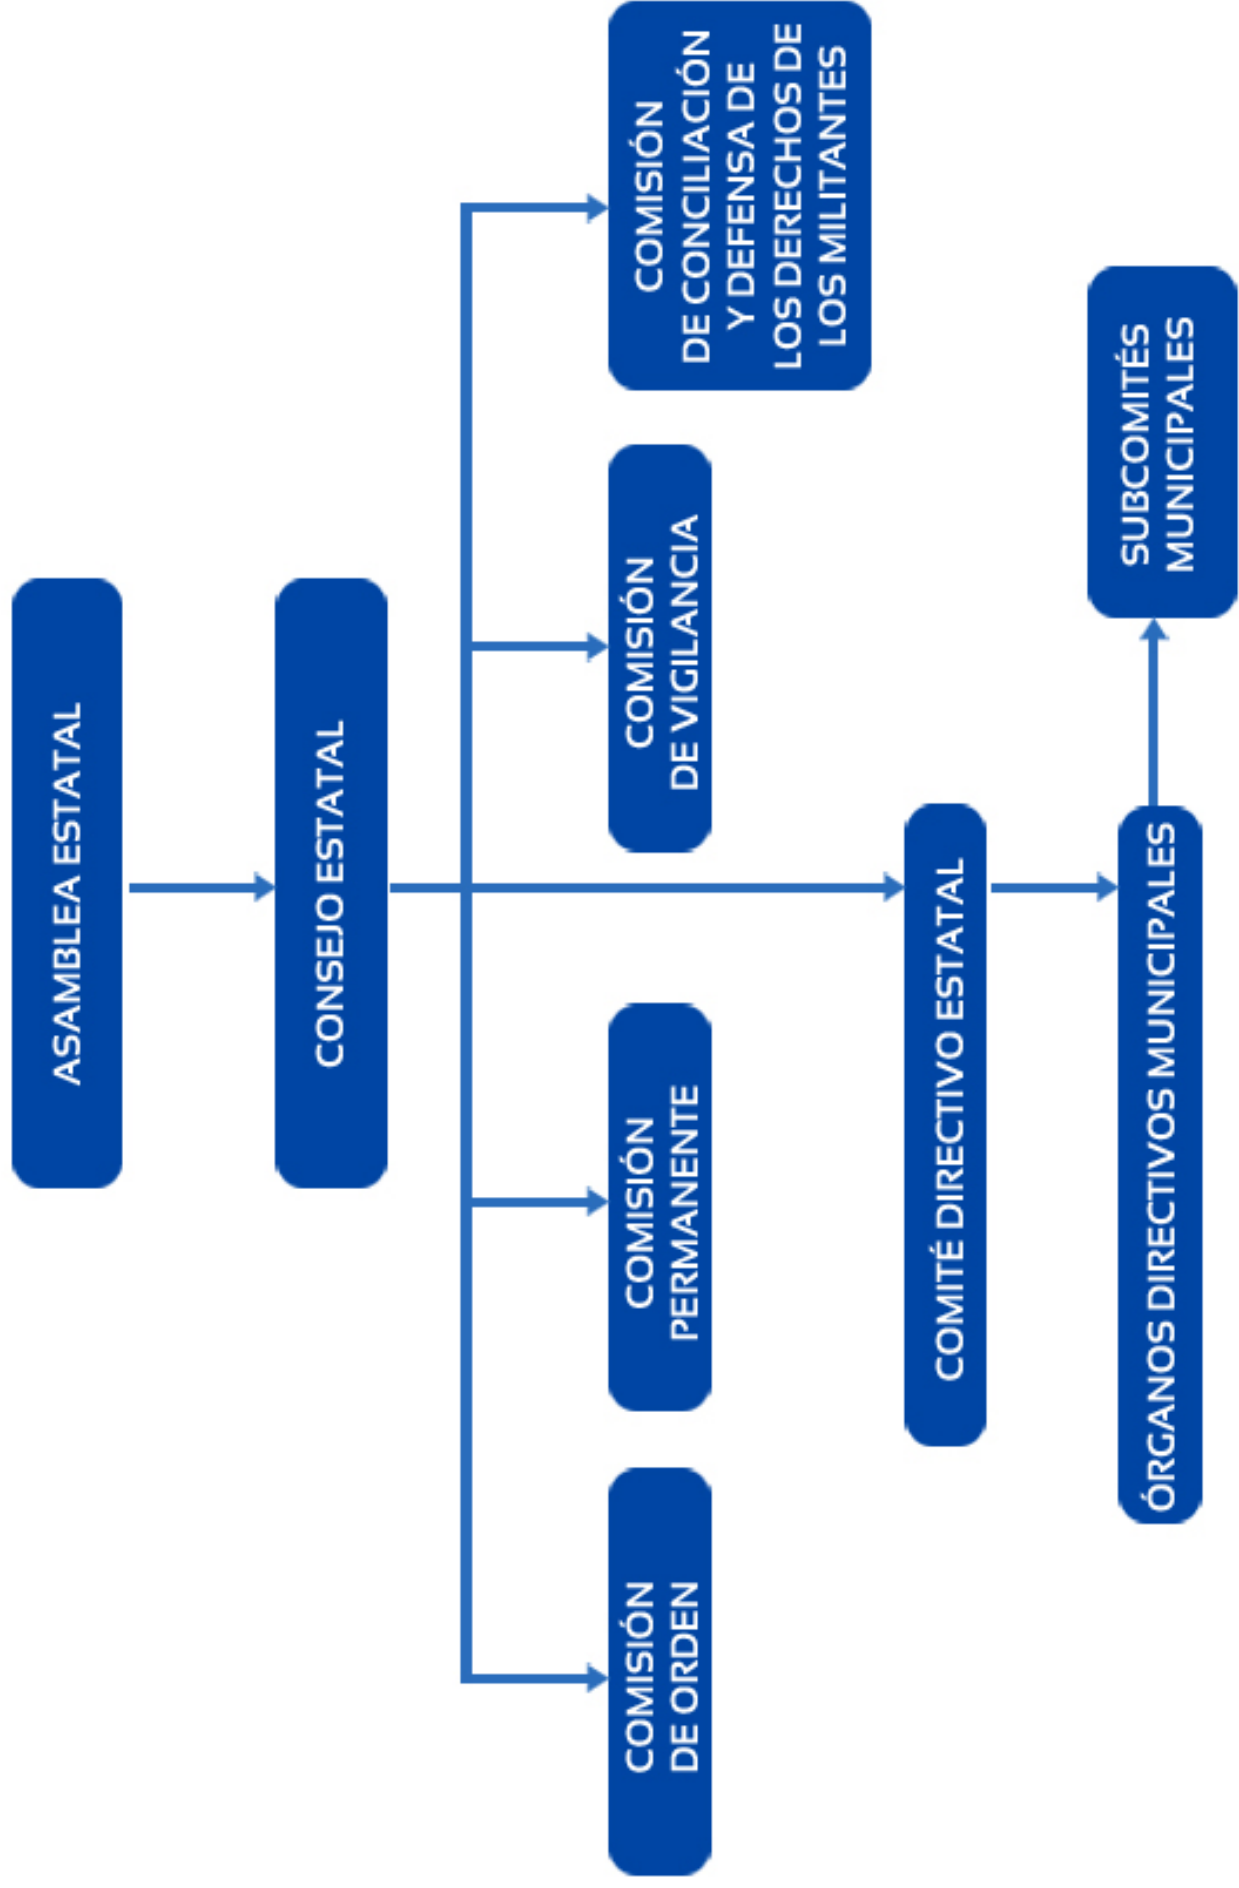 ASAMBLEA ESTATAL
CONSEJO ESTATAL
COMISIÓN
DE ORDEN
COMISIÓN
PERMANENTE
COMISIÓN
DE VIGILANCIA
COMISIÓN
DE CONCILIACIÓN
Y DEFENSA DE
LOS DERECHOS DE
LOS MILITANTES
COMITÉ DIRECTIVO ESTATAL
ÓRGANOS DIRECTIVOS MUNICIPALES
SUBCOMITÉS
MUNICIPALES